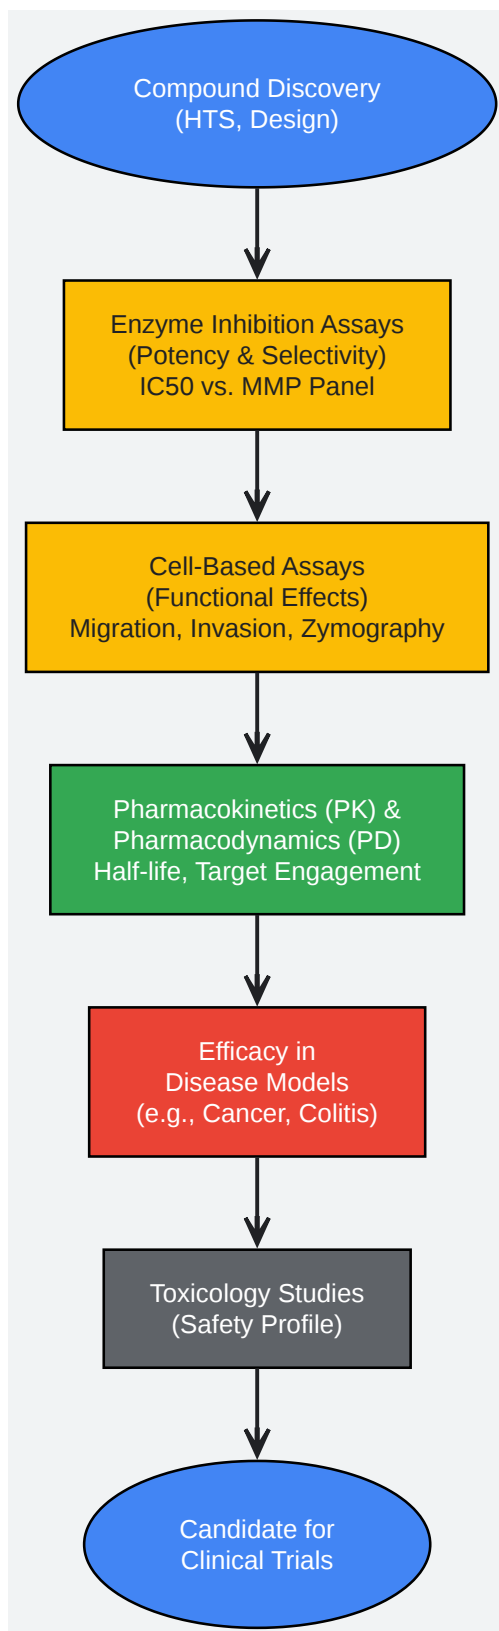 Compound Discovery
(HTS, Design)
Enzyme Inhibition Assays
(Potency & Selectivity)
IC50 vs. MMP Panel
Cell-Based Assays
(Functional Effects)
Migration, Invasion, Zymography
Pharmacokinetics (PK) &
Pharmacodynamics (PD)
Half-life, Target Engagement
Efficacy in
Disease Models
(e.g., Cancer, Colitis)
Toxicology Studies
(Safety Profile)
Candidate for
Clinical Trials